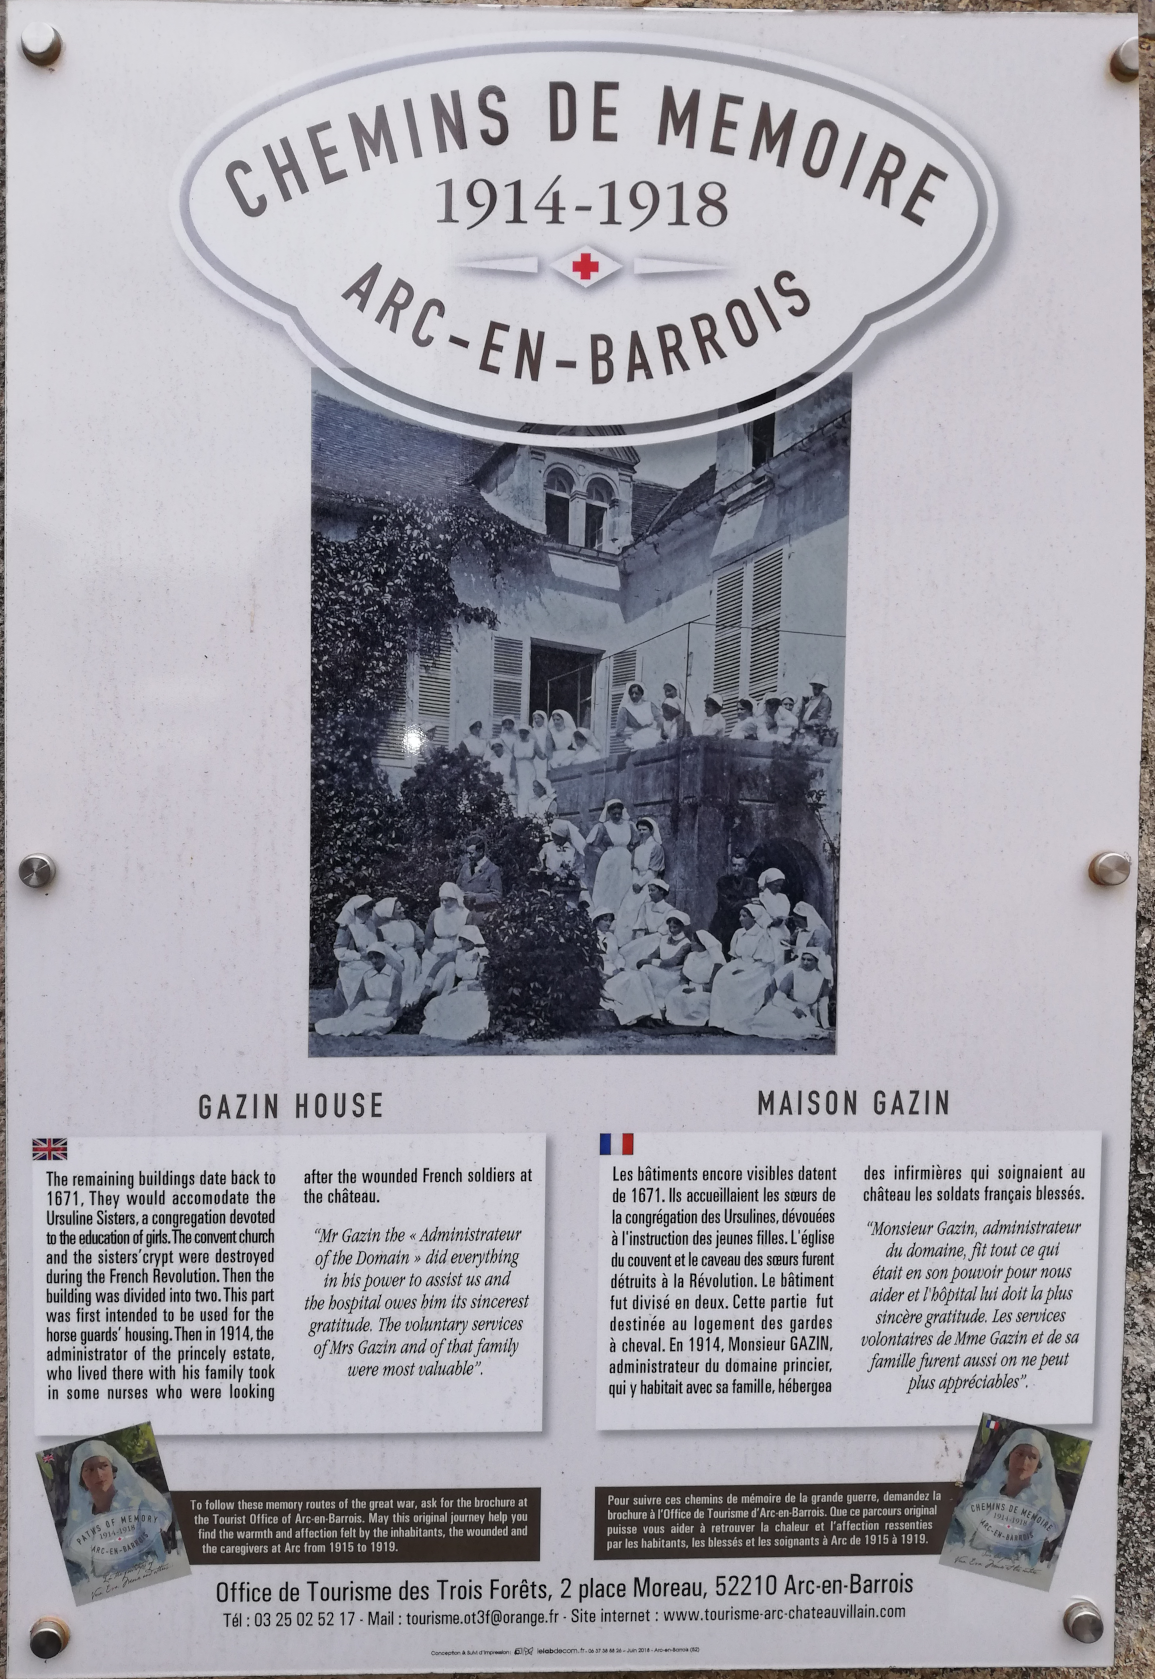 CHEMINS DE MEMOIRE
1914-1918
ARC-EN-BARROIS
GAZIN HOUSE
The remaining buildings date back to
1671, They would accomodate the
Ursuline Sisters, a congregation devoted
to the education of girls. The convent church
and the sisters' crypt were destroyed
during the French Revolution. Then the
building was divided into two. This part
was first intended to be used for the
horse guards' housing. Then in 1914, the
administrator of the princely estate,
who lived there with his family took
in some nurses who were looking
after the wounded French soldiers at
the château.
"Mr Gazin the « Administrateur
of the Domain » did everything
in his power to assist us and
the hospital owes him its sincerest
gratitude. The voluntary services
of Mrs Gazin and of that family
were most valuable".
MAISON GAZIN
Les bâtiments encore visibles datent
de 1671. Ils accueillaient les sœurs de
la congrégation des Ursulines, dévouées
à l'instruction des jeunes filles. L'église
du couvent et le caveau des sœurs furent
détruits à la Révolution. Le bâtiment
fut divisé en deux. Cette partie fut
destinée au logement des gardes
à cheval. En 1914, Monsieur GAZIN,
administrateur du domaine princier,
qui y habitait avec sa famille, hébergea
des infirmières qui soignaient au
château les soldats français blessés.
"Monsieur Gazin, administrateur
du domaine, fit tout ce qui
était en son pouvoir pour nous
aider et l'hôpital lui doit la plus
sincère gratitude. Les services
volontaires de Mme Gazin et de sa
famille furent aussi on ne peut
plus appréciables".
PATHS OF MEMORY
1914-1918
ARC-EN-BARROIS
To follow these memory routes of the great war, ask for the brochure at
the Tourist Office of Arc-en-Barrois. May this original journey help you
find the warmth and affection felt by the inhabitants, the wounded and
the caregivers at Arc from 1915 to 1919.
Pour suivre ces chemins de mémoire de la grande guerre, demandez la
brochure à l'Office de Tourisme d'Arc-en-Barrois. Que ce parcours original
puisse vous aider à retrouver la chaleur et l'affection ressenties
par les habitants, les blessés et les soignants à Arc de 1915 à 1919.
CHEMINS DE MEMOIRE
1914-1918
ARC-EN-BARROIS
Office de Tourisme des Trois Forêts, 2 place Moreau, 52210 Arc-en-Barrois
Tél : 03 25 02 52 17 - Mail : tourisme.ot3f@orange.fr - Site internet : www.tourisme-arc-chateauvillain.com
Conception & Suivi d'impression : lelabdecom.fr - 06 37 38 88 26 - Juin 2018 - Arc-en-Barrois (52)